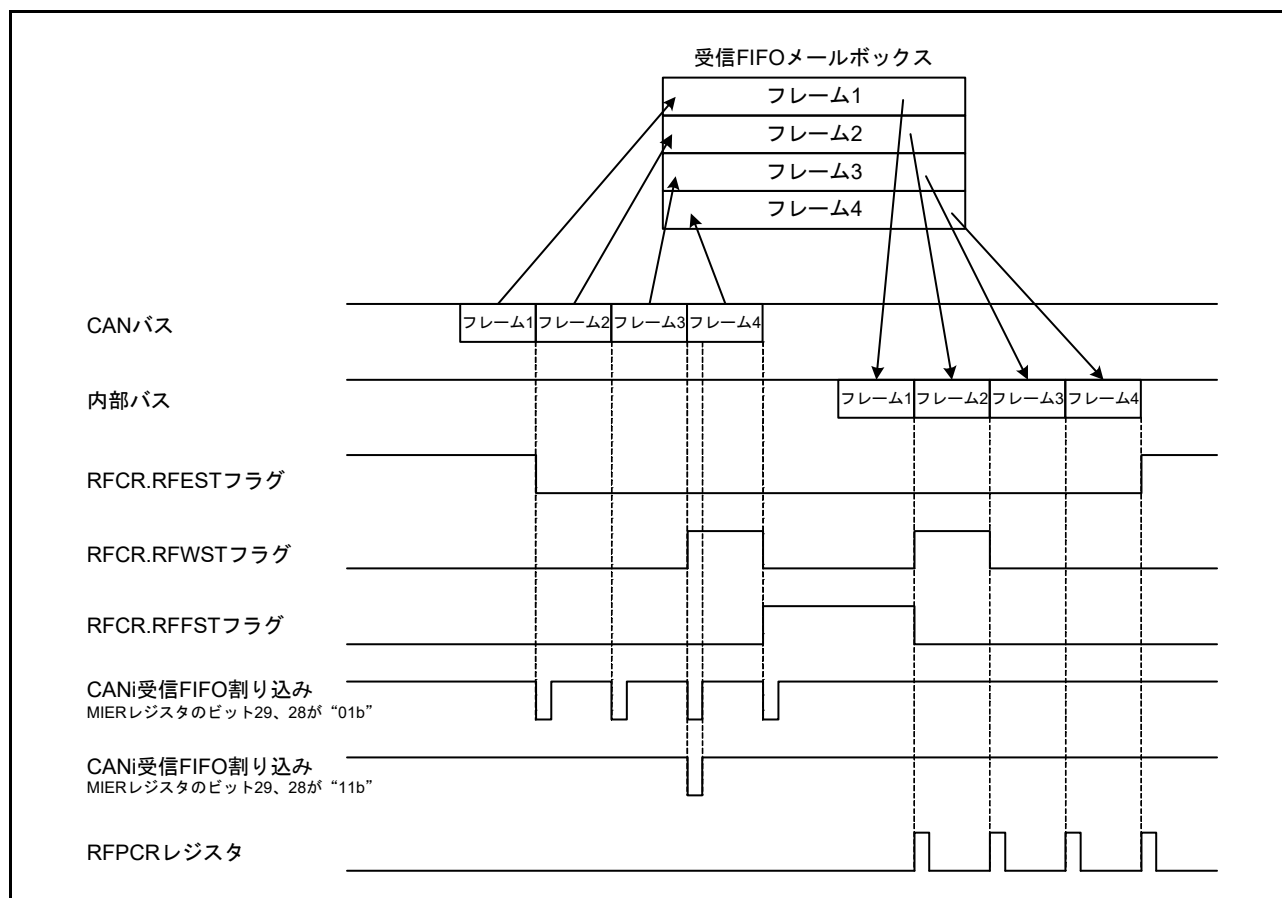 受信FIFOメールボックス
フレーム1
フレーム2
フレーム3
フレーム4
CANバス
フレーム1 フレーム2 フレーム3 フレーム4
内部バス
フレーム1 フレーム2 フレーム3 フレーム4
RFCR.RFESTフラグ
RFCR.RFWSTフラグ
RFCR.RFFSTフラグ
CANi受信FIFO割り込み
MIERレジスタのビット29、28が“01b”
CANi受信FIFO割り込み
MIERレジスタのビット29、28が“11b”
RFPCRレジスタ